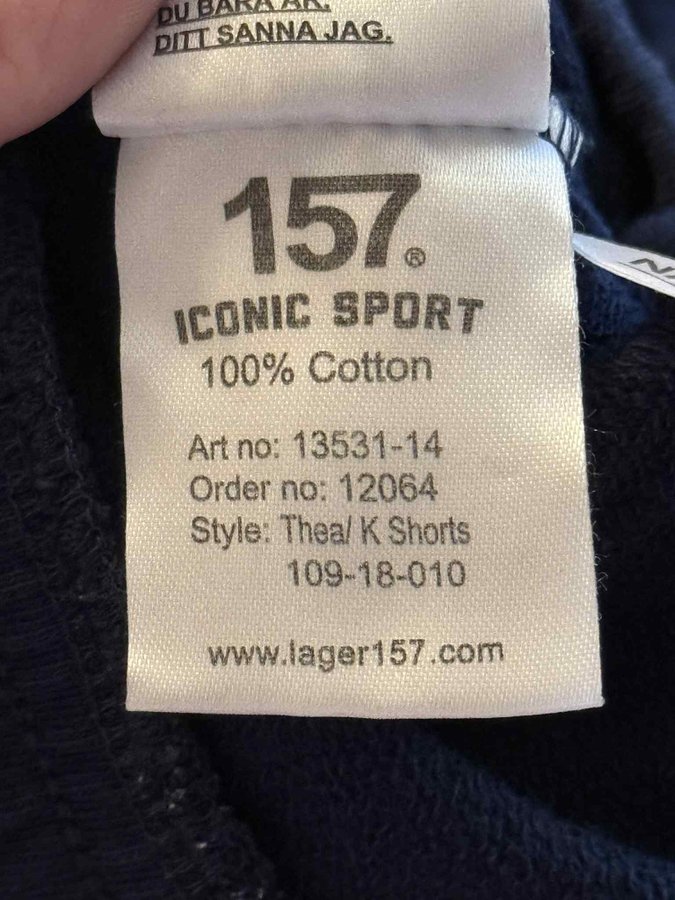 DU BARA ÄR.
DITT SANNA JAG.
157®
ICONIC SPORT
100% Cotton
Art no: 13531-14
Order no: 12064
Style: Thea/ K Shorts
109-18-010
www.lager157.com